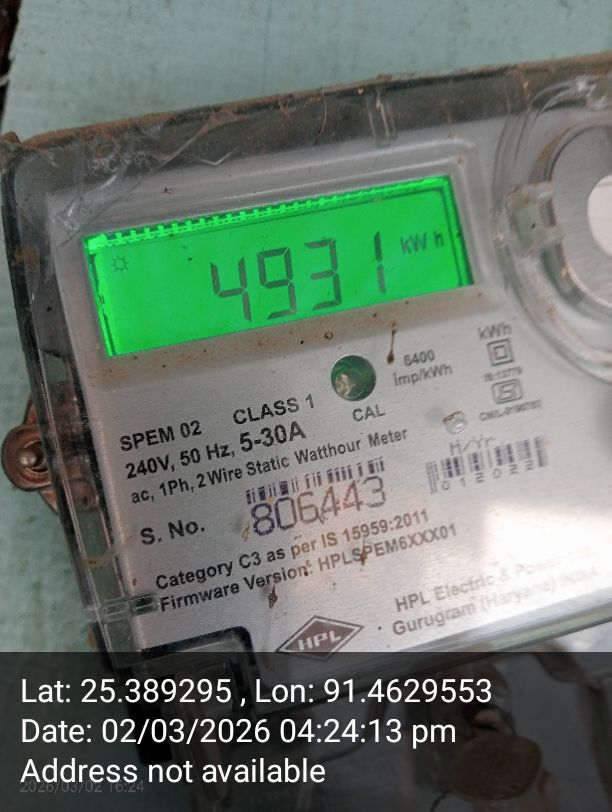 4931 kWh
6400
imp/kWh
kWh
IS-13779
CAL
SPEM 02 CLASS 1
240V, 50 Hz, 5-30A
ac, 1Ph, 2 Wire Static Watthour Meter
M/Yr
012022
S. No. 806443
Category C3 as per IS 15959:2011
Firmware Version: HPLSPEM6XXX01
HPL Electric & Power
Gurugram (Haryana) INDIA
HPL
Lat: 25.389295 , Lon: 91.4629553
Date: 02/03/2026 04:24:13 pm
Address not available
2026/03/02 16:24